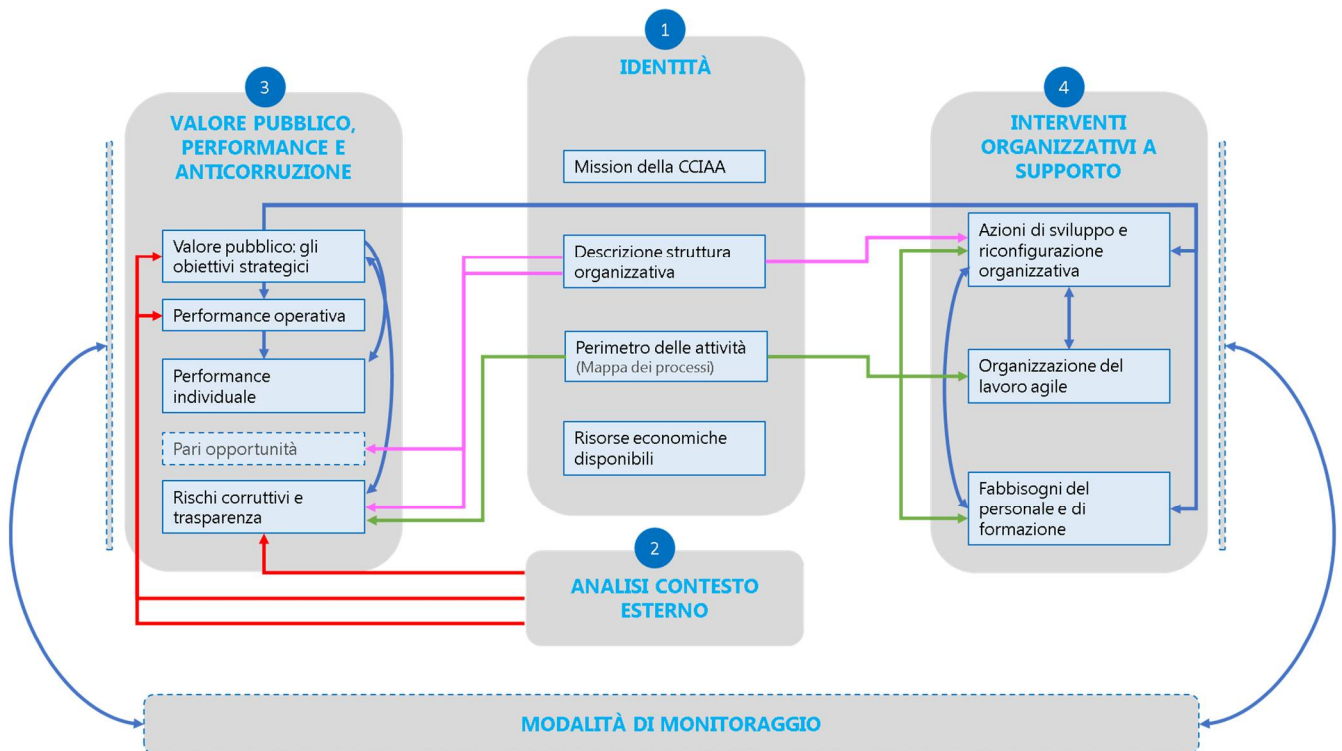 1
IDENTITÀ
Mission della CCIAA
Descrizione struttura
organizzativa
Perimetro delle attività
(Mappa dei processi)
Risorse economiche
disponibili
2
ANALISI CONTESTO
ESTERNO
3
VALORE PUBBLICO,
PERFORMANCE E
ANTICORRUZIONE
Valore pubblico: gli
obiettivi strategici
Performance operativa
Performance
individuale
Pari opportunità
Rischi corruttivi e
trasparenza
4
INTERVENTI
ORGANIZZATIVI A
SUPPORTO
Azioni di sviluppo e
riconfigurazione
organizzativa
Organizzazione del
lavoro agile
Fabbisogni del
personale e di
formazione
MODALITÀ DI MONITORAGGIO